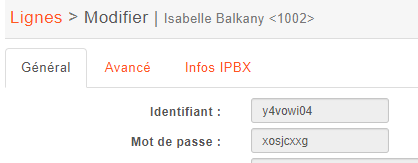 Lignes > Modifier | Isabelle Balkany <1002>
Général Avancé Infos IPBX
Identifiant : y4vowi04
Mot de passe : xosjcxxg